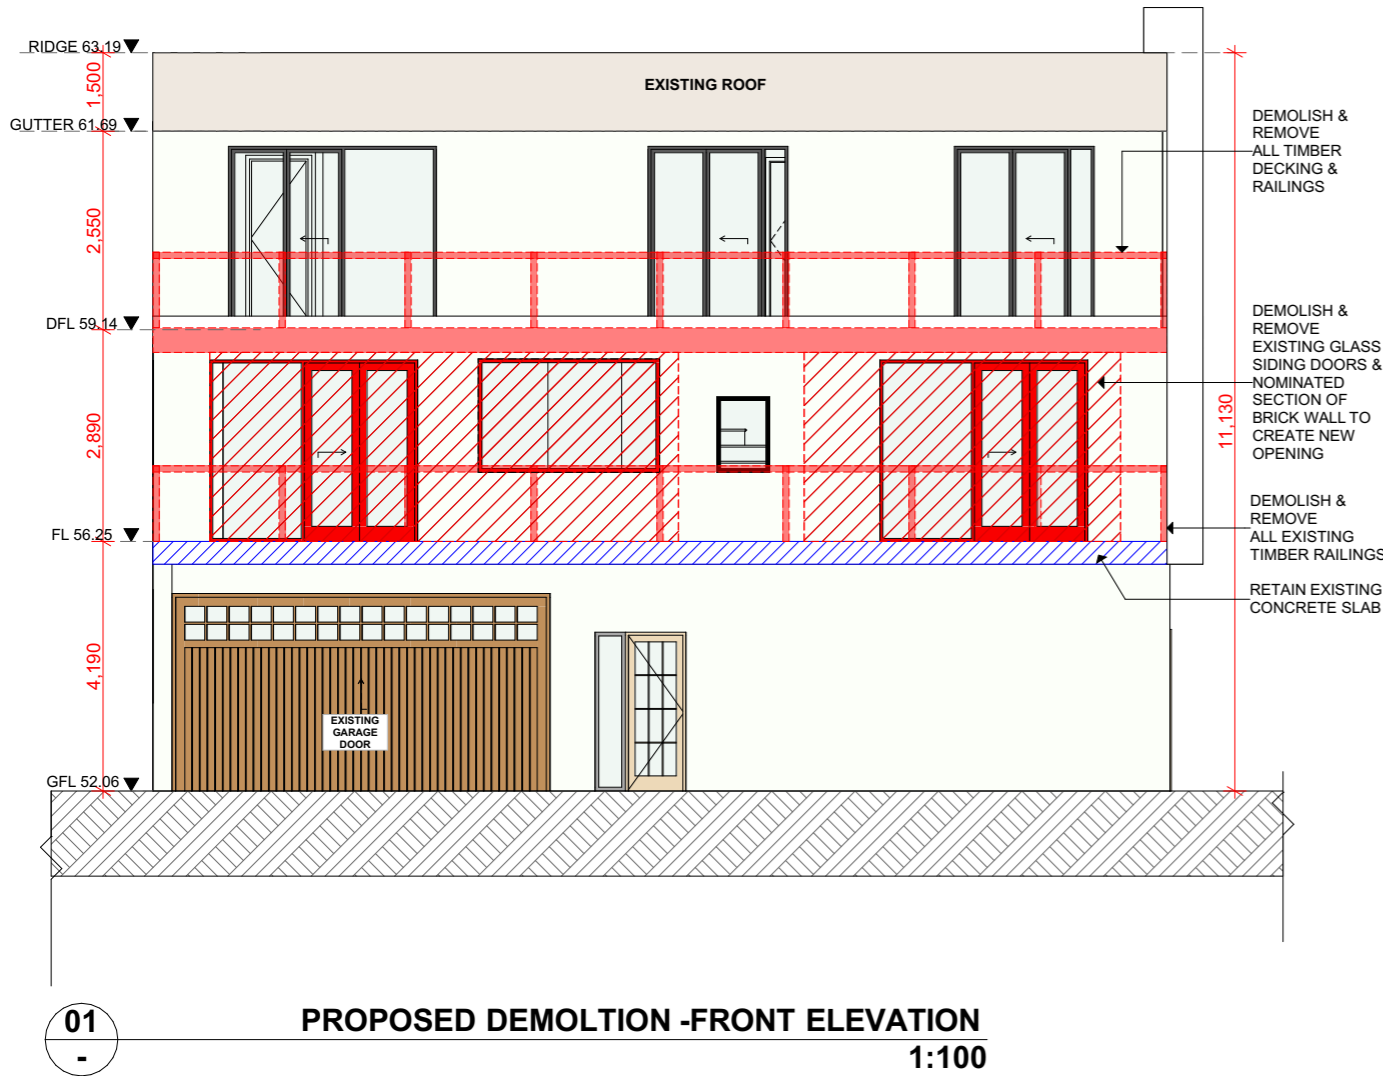 RIDGE 63.19
1,500
EXISTING ROOF
GUTTER 61.69
DEMOLISH &
REMOVE
ALL TIMBER
DECKING &
RAILINGS
2,550
DFL 59.14
DEMOLISH &
REMOVE
EXISTING GLASS
SIDING DOORS &
NOMINATED
SECTION OF
BRICK WALL TO
CREATE NEW
OPENING
2,890
11,130
DEMOLISH &
REMOVE
ALL EXISTING
TIMBER RAILINGS
FL 56.25
RETAIN EXISTING
CONCRETE SLAB
4,190
EXISTING
GARAGE
DOOR
GFL 52.06
01
-
PROPOSED DEMOLTION -FRONT ELEVATION
1:100